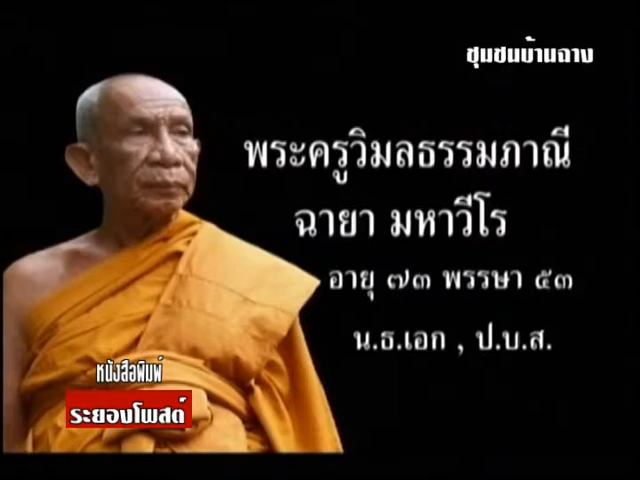 ชุมชนบ้านฉาง
พระครูวิมลธรรมภาณี
ฉายา มหาวีโร
อายุ ๗๓ พรรษา ๕๓
น.ธ.เอก , ป.บ.ส.
หนังสือพิมพ์
ระยองโพสต์